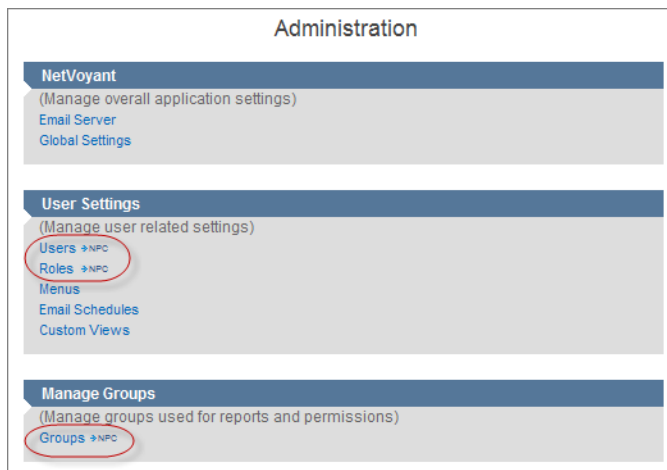 Administration
NetVoyant
(Manage overall application settings)
Email Server
Global Settings
User Settings
(Manage user related settings)
Users →NPC
Roles →NPC
Menus
Email Schedules
Custom Views
Manage Groups
(Manage groups used for reports and permissions)
Groups →NPC